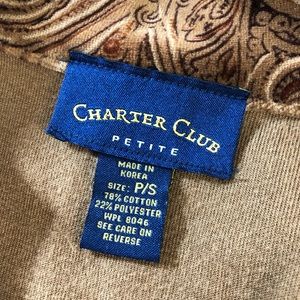 CHARTER CLUB
PETITE
MADE IN
KOREA
SIZE: P/S
78% COTTON
22% POLYESTER
WPL 8046
SEE CARE ON
REVERSE